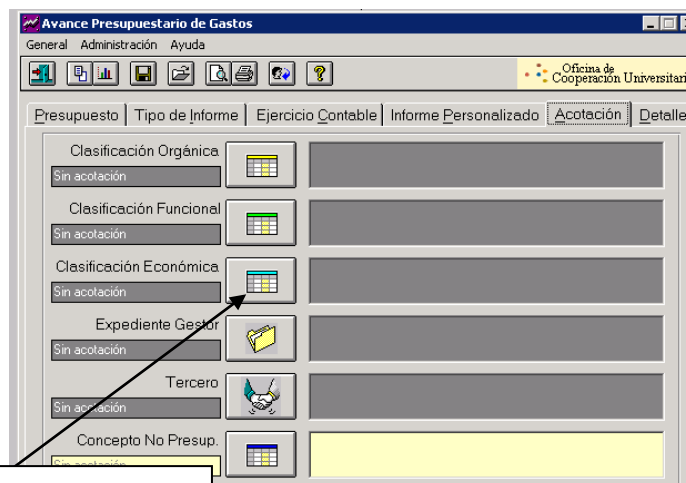 Avance Presupuestario de Gastos
General Administración Ayuda
Oficina de
Cooperación Universitari
Presupuesto Tipo de Informe Ejercicio Contable Informe Personalizado Acotación Detalle
Clasificación Orgánica
Sin acotación
Clasificación Funcional
Sin acotación
Clasificación Económica
Sin acotación
Expediente Gestor
Sin acotación
Tercero
Sin acotación
Concepto No Presup.
Sin acotación